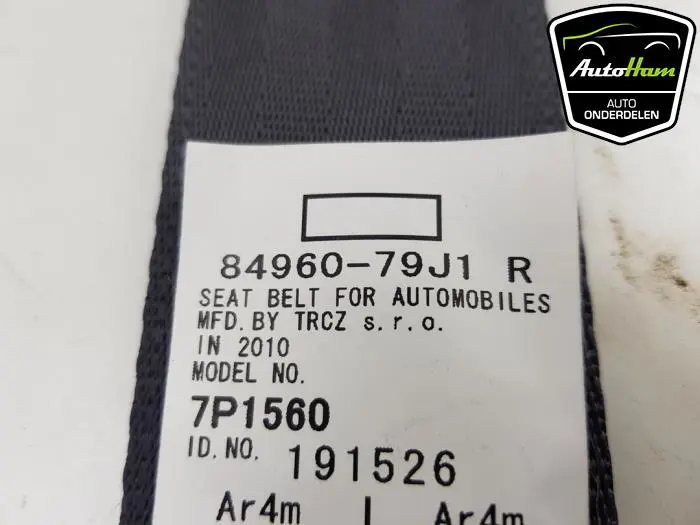 AutoHam
AUTO
ONDERDELEN
84960-79J1 R
SEAT BELT FOR AUTOMOBILES
MFD. BY TRCZ s.r.o.
IN 2010
MODEL NO.
7P1560
ID. NO. 191526
Ar4m | Ar4m